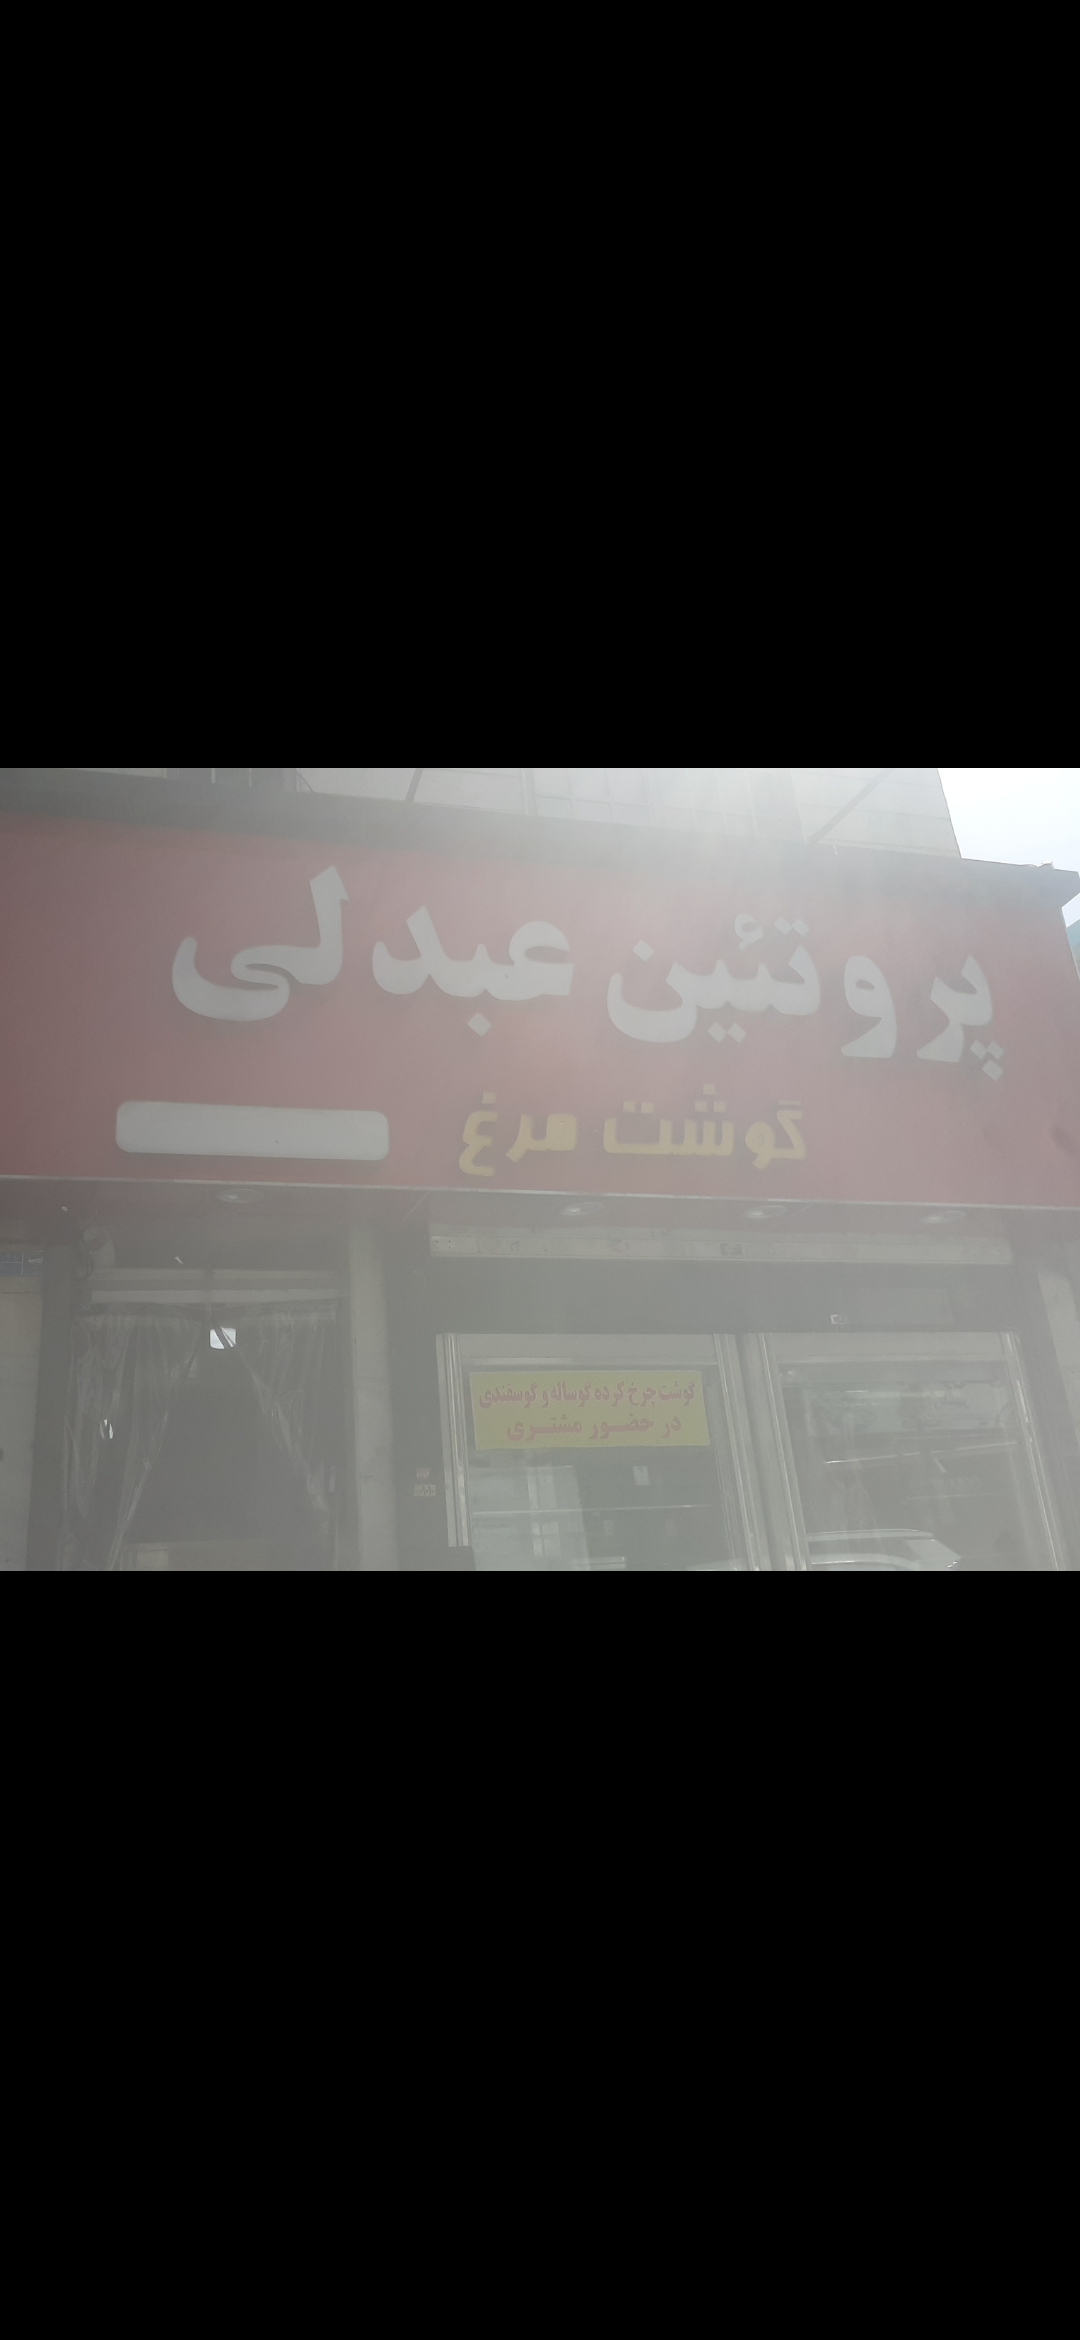 پروتئین عبدلی
گوشت مرغ
گوشت چرخ کرده گوساله و گوسفندی
در حضور مشتری